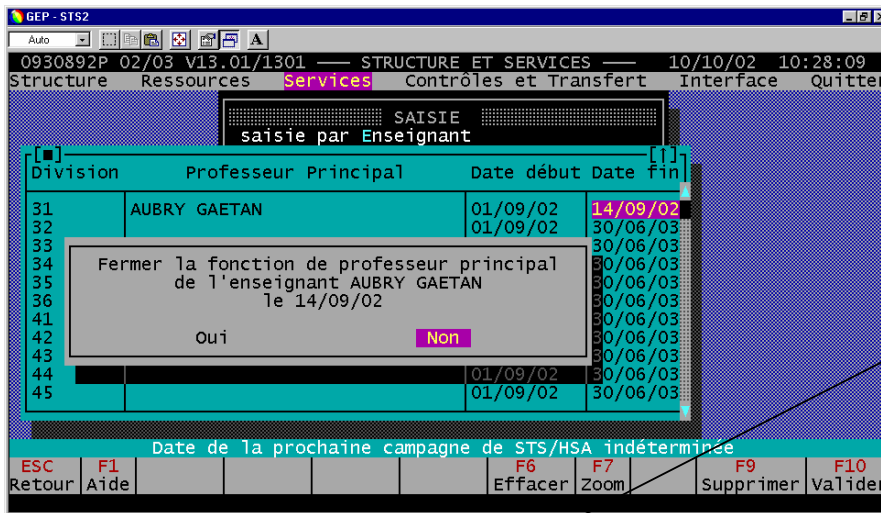 GEP - STS2
Auto
A
0930892P 02/03 V13.01/1301 —— STRUCTURE ET SERVICES —— 10/10/02 10:28:09
Structure Ressources Services Contrôles et Transfert Interface Quitter
SAISIE
saisie par Enseignant
[■] [↑]
Division Professeur Principal Date début Date fin
31 AUBRY GAETAN 01/09/02 14/09/02
32 01/09/02 30/06/03
33 30/06/03
34 30/06/03
35 30/06/03
36 30/06/03
41 30/06/03
42 30/06/03
43 30/06/03
44 01/09/02 30/06/03
45 01/09/02 30/06/03
Fermer la fonction de professeur principal
de l'enseignant AUBRY GAETAN
le 14/09/02
Oui Non
Date de la prochaine campagne de STS/HSA indéterminée
ESC F1 F6 F7 F9 F10
Retour Aide Effacer Zoom Supprimer Valider